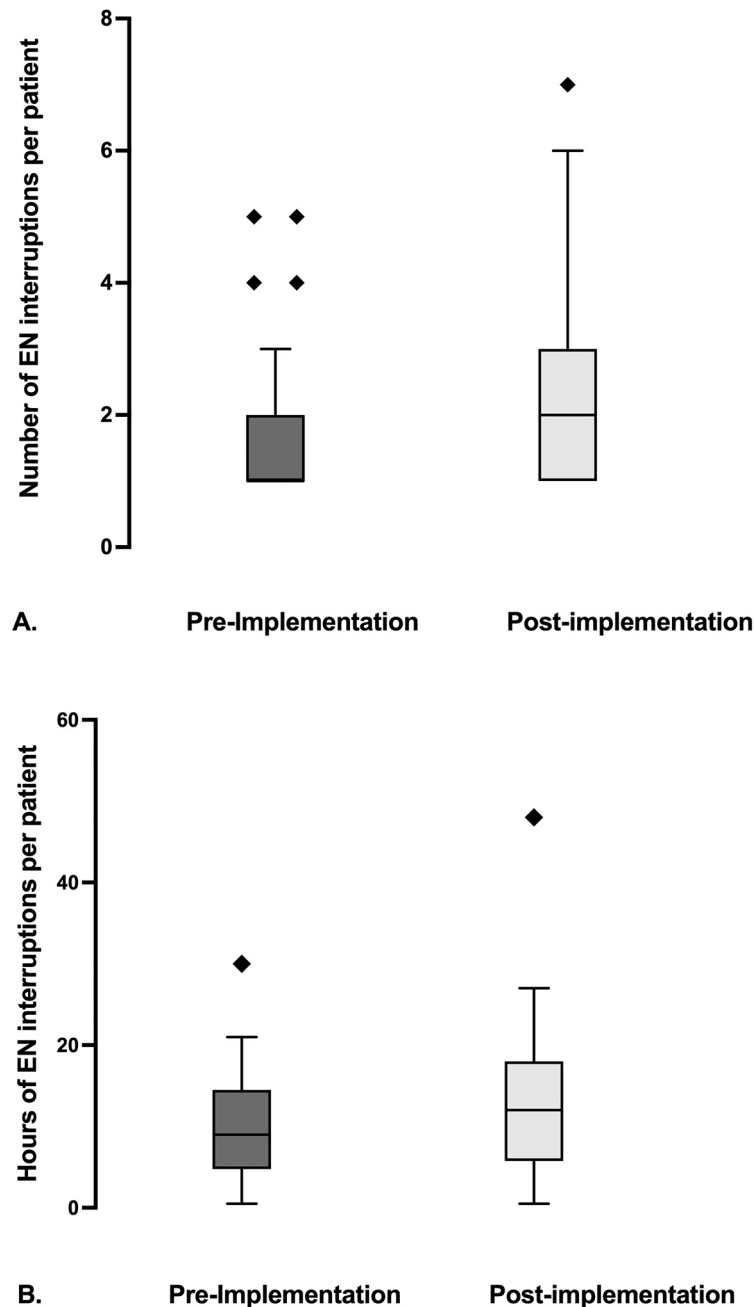 Number of EN interruptions per patient
8
6
4
2
0
A.
Pre-Implementation
Post-implementation
Hours of EN interruptions per patient
60
40
20
0
B.
Pre-Implementation
Post-implementation